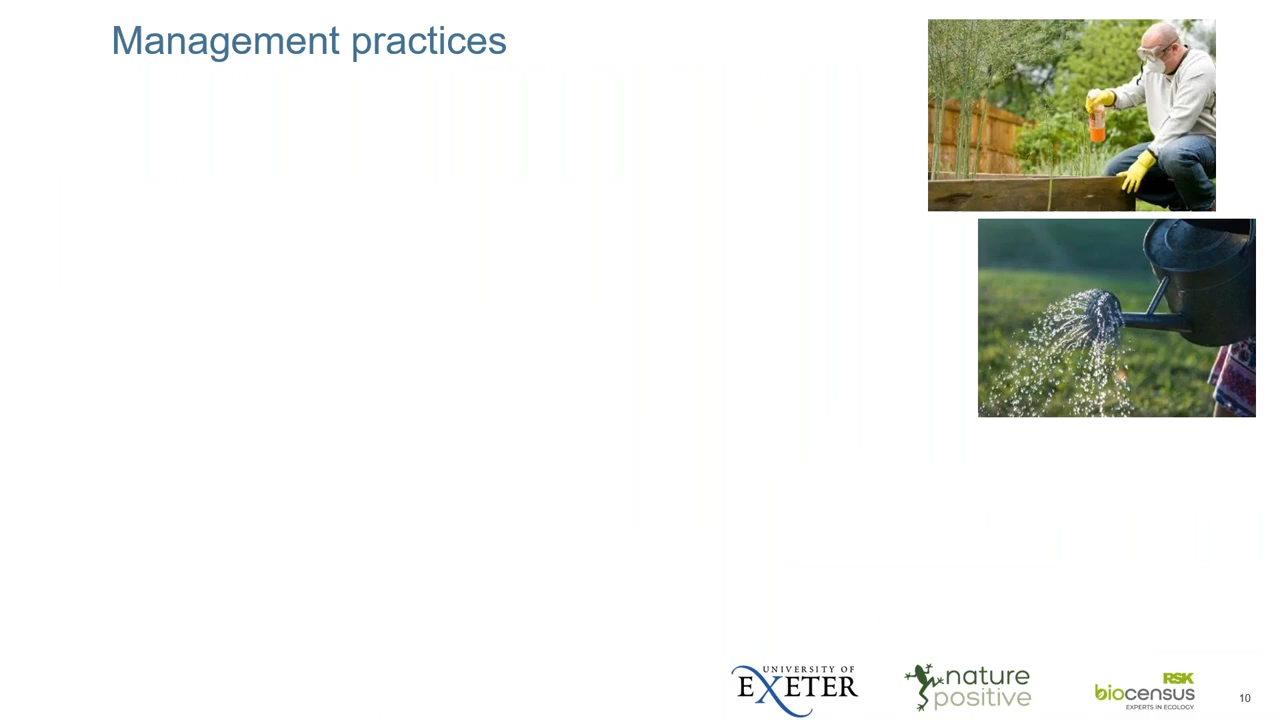 Management practices
UNIVERSITY OF
EXETER
nature
positive
RSK
biocensus
EXPERTS IN ECOLOGY
10